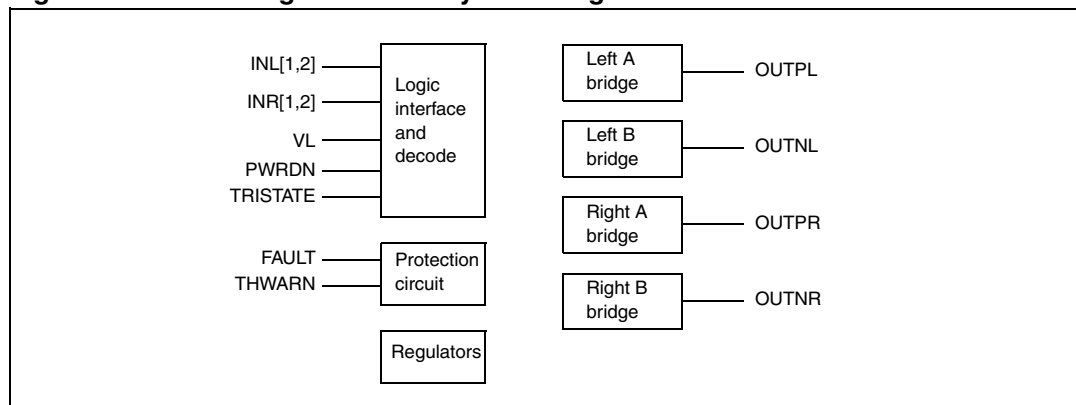 INL[1,2]
INR[1,2]
VL
PWRDN
TRISTATE
Logic
interface
and
decode
FAULT
THWARN
Protection
circuit
Regulators
Left A
bridge
OUTPL
Left B
bridge
OUTNL
Right A
bridge
OUTPR
Right B
bridge
OUTNR